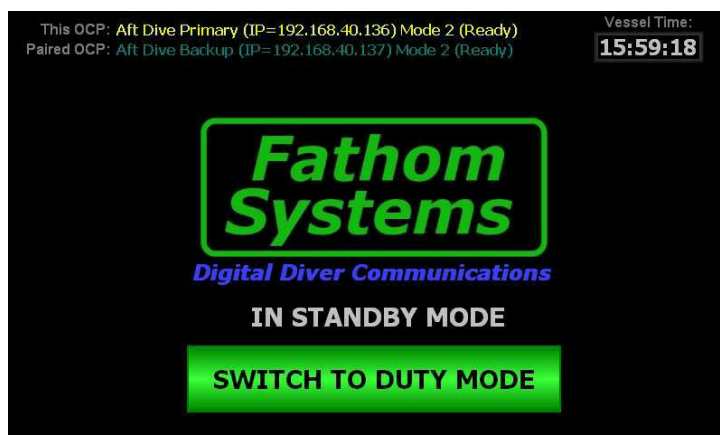 This OCP: Aft Dive Primary (IP=192.168.40.136) Mode 2 (Ready)
Paired OCP: Aft Dive Backup (IP=192.168.40.137) Mode 2 (Ready)
Vessel Time:
15:59:18
Fathom
Systems
Digital Diver Communications
IN STANDBY MODE
SWITCH TO DUTY MODE